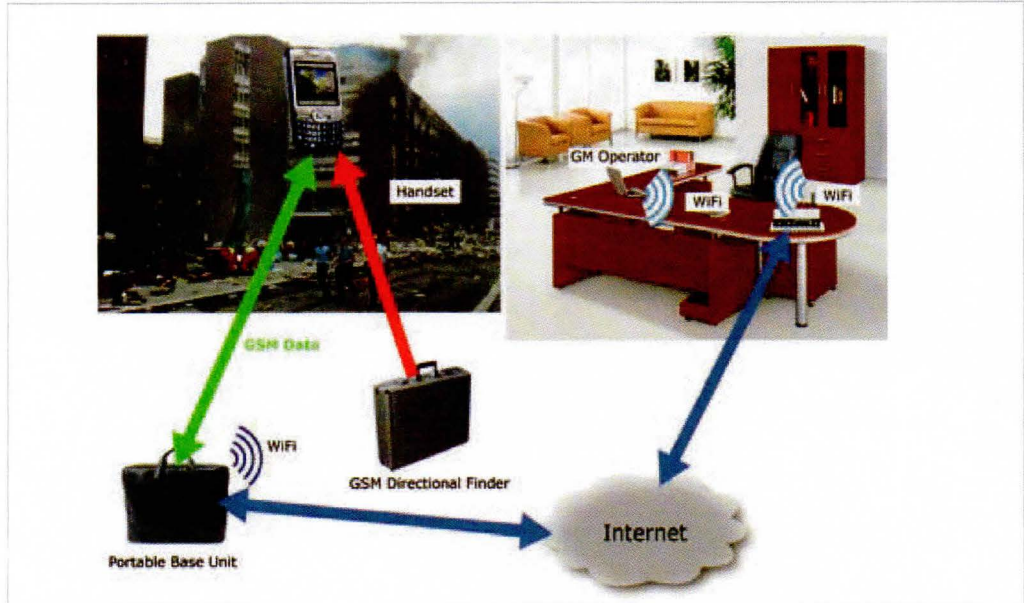 GM Operator
Handset
WiFi
WiFi
GSM Data
WiFi
GSM Directional Finder
Internet
Portable Base Unit